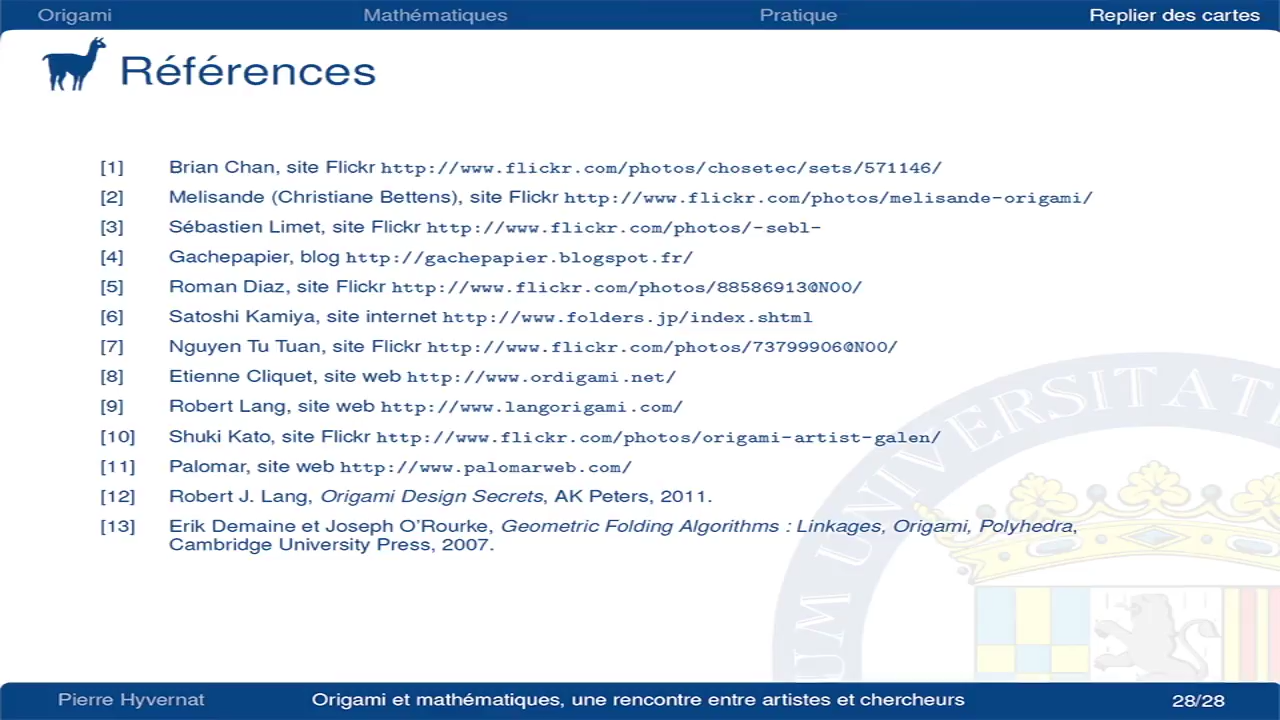 Origami Mathématiques Pratique Replier des cartes
Références
[1] Brian Chan, site Flickr http://www.flickr.com/photos/chosetec/sets/571146/
[2] Melisande (Christiane Bettens), site Flickr http://www.flickr.com/photos/melisande-origami/
[3] Sébastien Limet, site Flickr http://www.flickr.com/photos/-sebl-
[4] Gachepapier, blog http://gachepapier.blogspot.fr/
[5] Roman Diaz, site Flickr http://www.flickr.com/photos/88586913@N00/
[6] Satoshi Kamiya, site internet http://www.folders.jp/index.shtml
[7] Nguyen Tu Tuan, site Flickr http://www.flickr.com/photos/73799906@N00/
[8] Etienne Cliquet, site web http://www.ordigami.net/
[9] Robert Lang, site web http://www.langorigami.com/
[10] Shuki Kato, site Flickr http://www.flickr.com/photos/origami-artist-galen/
[11] Palomar, site web http://www.palomarweb.com/
[12] Robert J. Lang, Origami Design Secrets, AK Peters, 2011.
[13] Erik Demaine et Joseph O'Rourke, Geometric Folding Algorithms : Linkages, Origami, Polyhedra,
Cambridge University Press, 2007.
UM UNIVERSITAT
Pierre Hyvernat Origami et mathématiques, une rencontre entre artistes et chercheurs 28/28